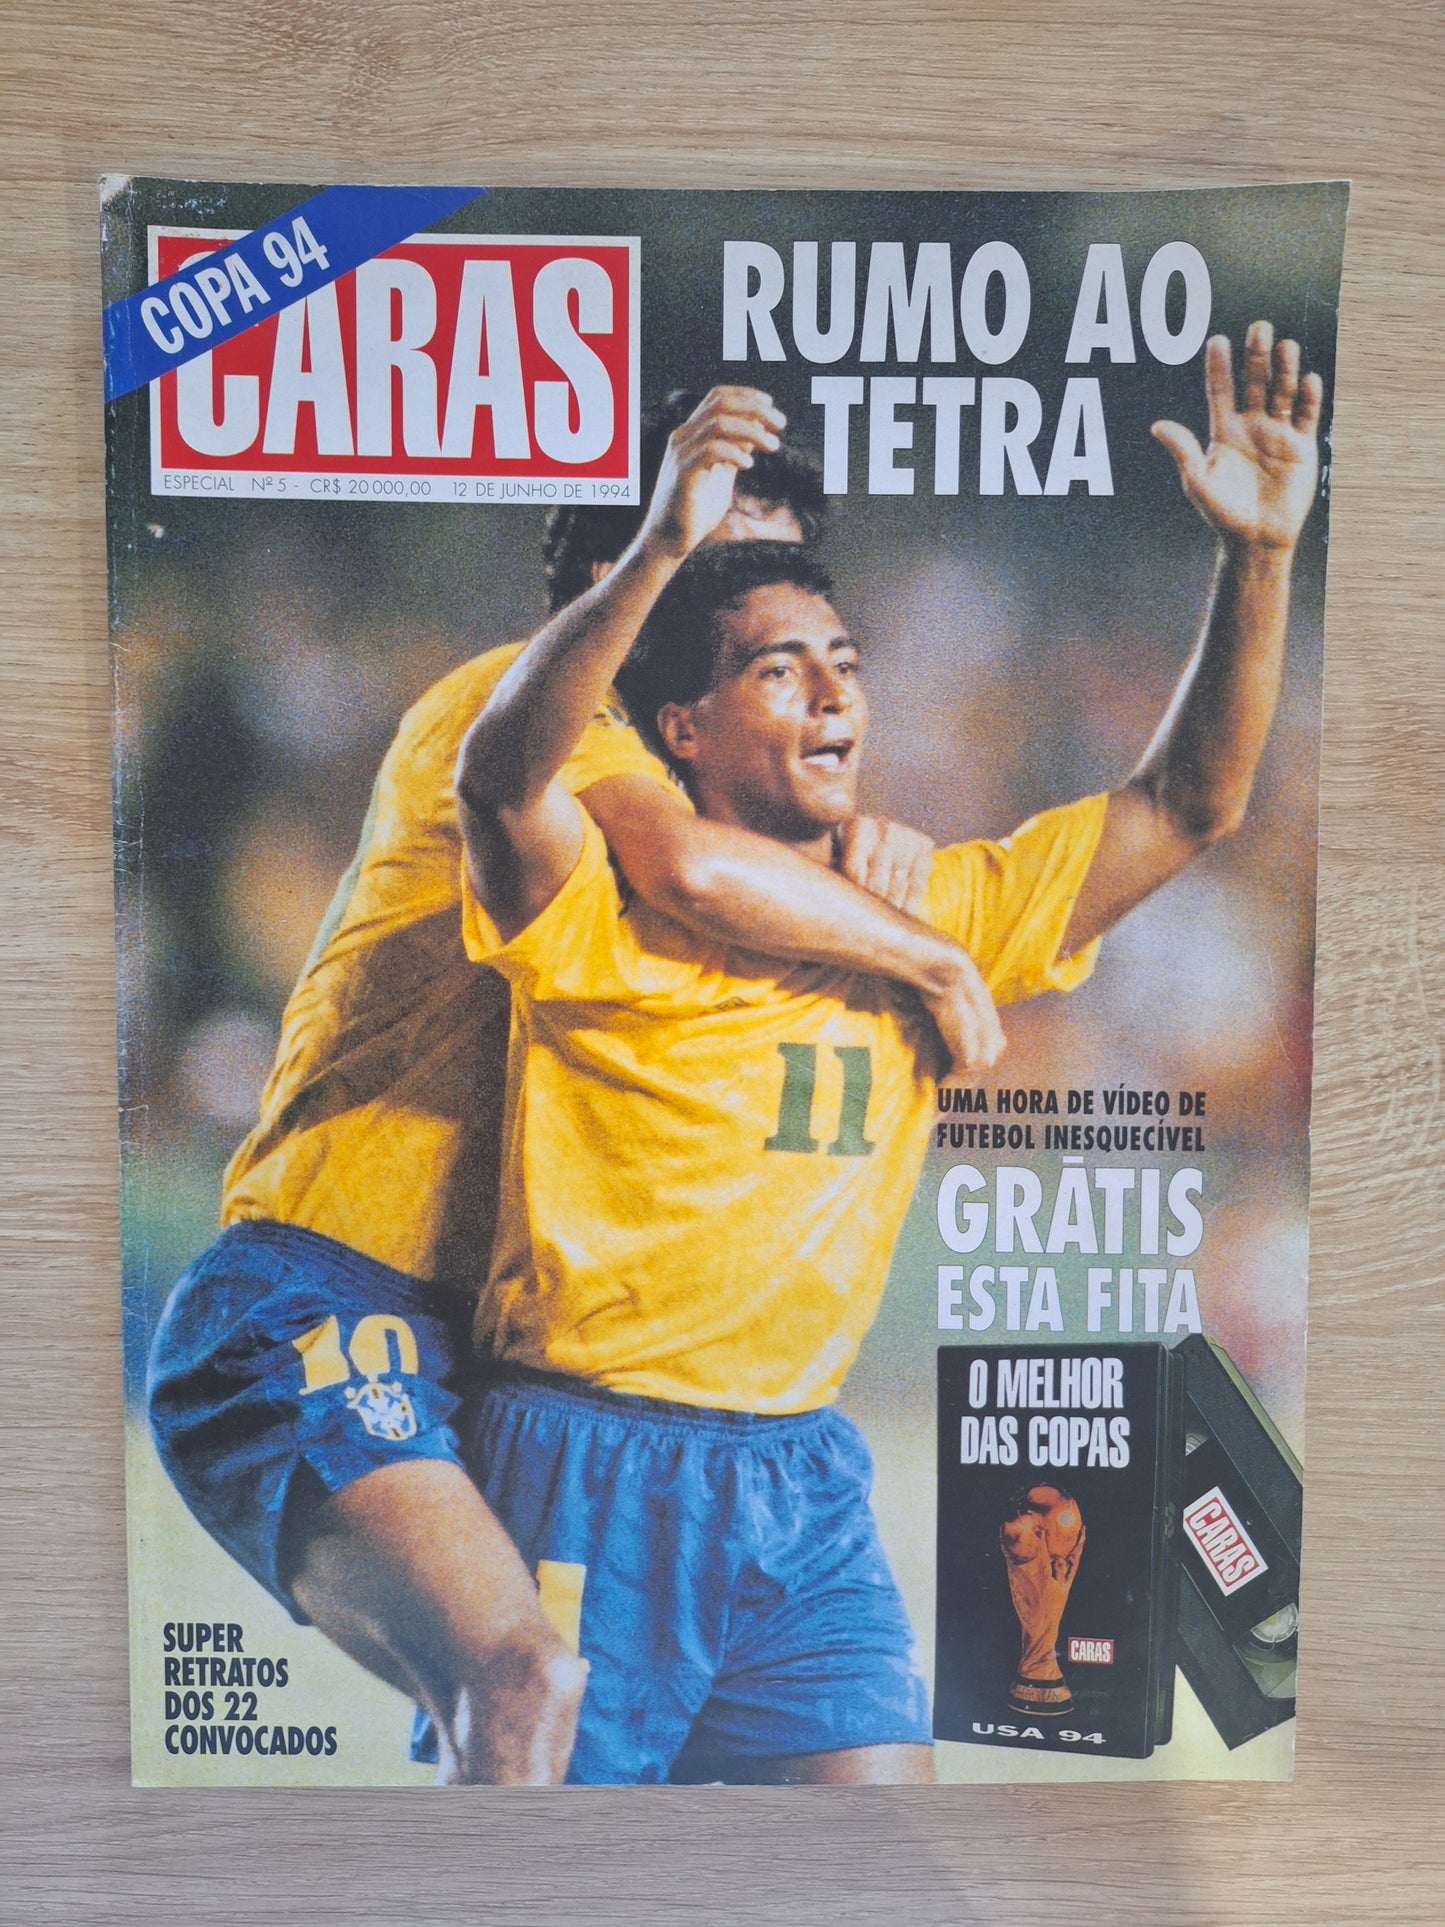 COPA 94
CARAS
ESPECIAL Nº 5 - CR$ 20 000,00 12 DE JUNHO DE 1994
RUMO AO
TETRA
11
UMA HORA DE VÍDEO DE
FUTEBOL INESQUECÍVEL
GRÁTIS
ESTA FITA
10
O MELHOR
DAS COPAS
CARAS
CARAS
USA 94
SUPER
RETRATOS
DOS 22
CONVOCADOS